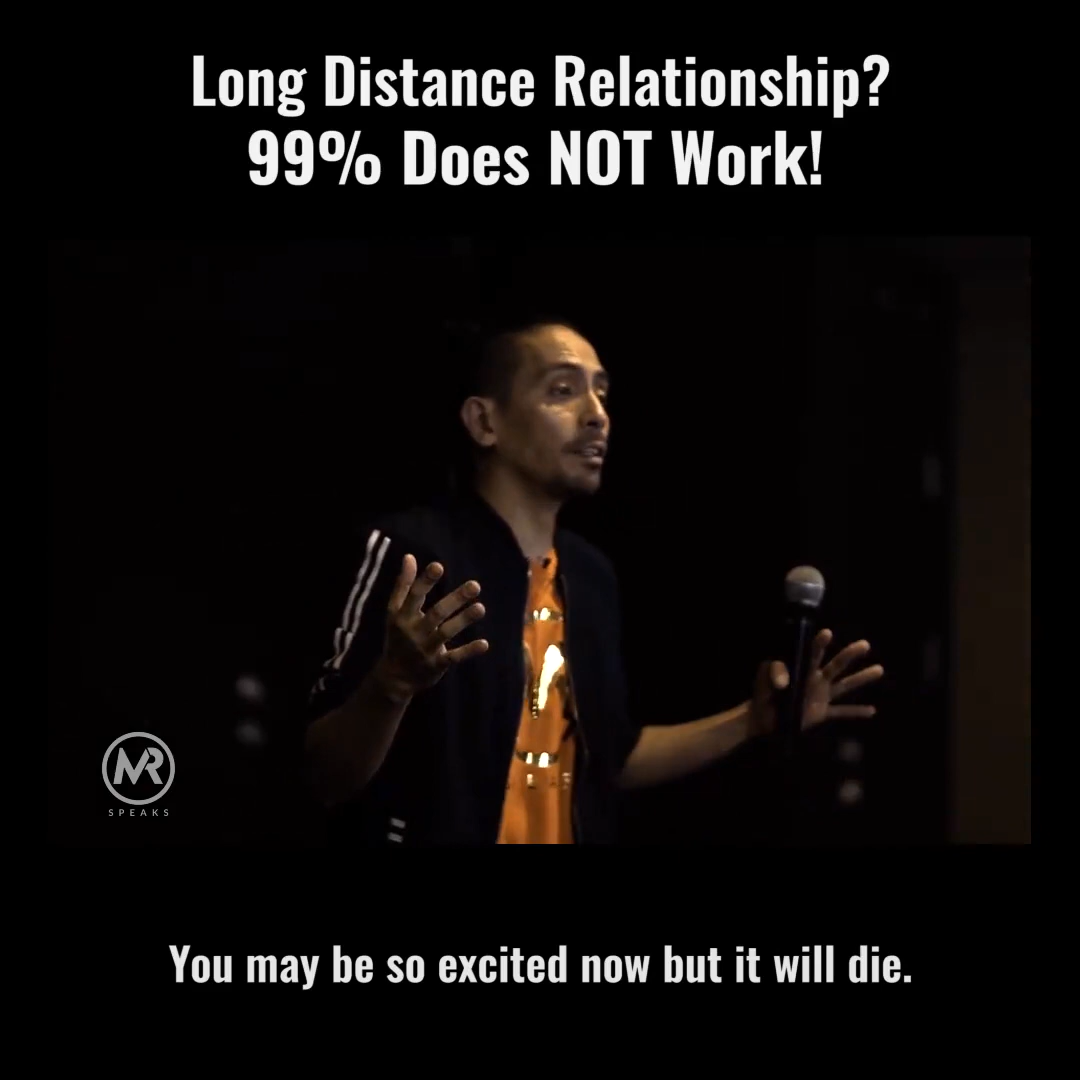 Long Distance Relationship?
99% Does NOT Work!
MR
SPEAKS
You may be so excited now but it will die.